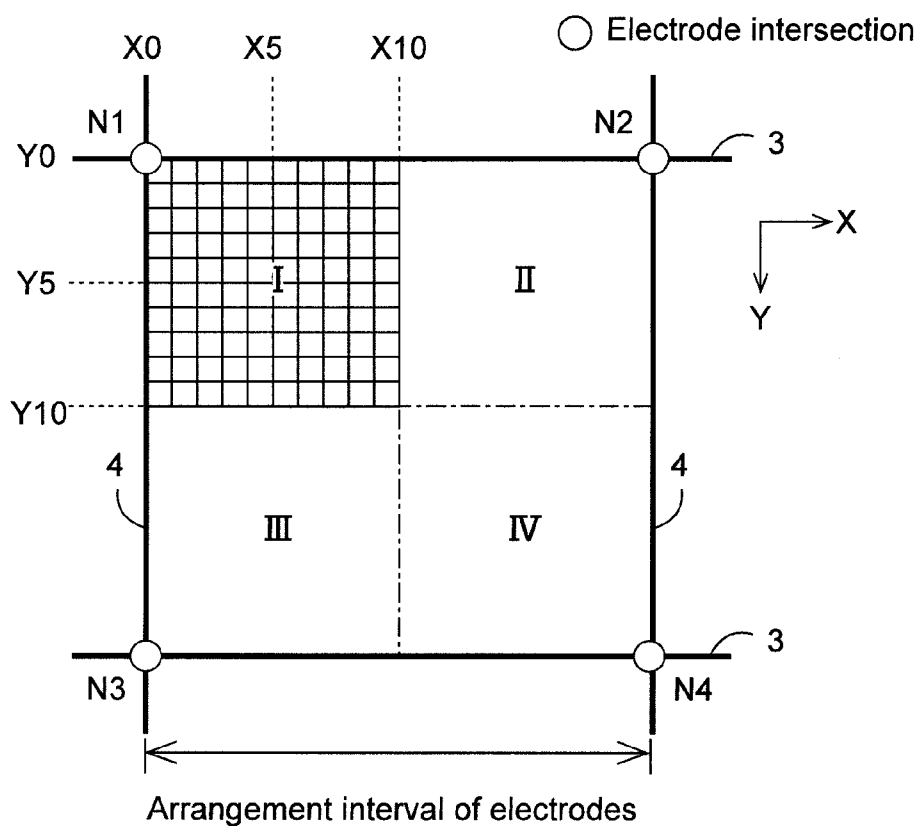 Electrode intersection
X0 X5 X10
N1 N2
Y0 3
X
Y5 I II
Y
Y10
4 4
III IV
3
N3 N4
Arrangement interval of electrodes